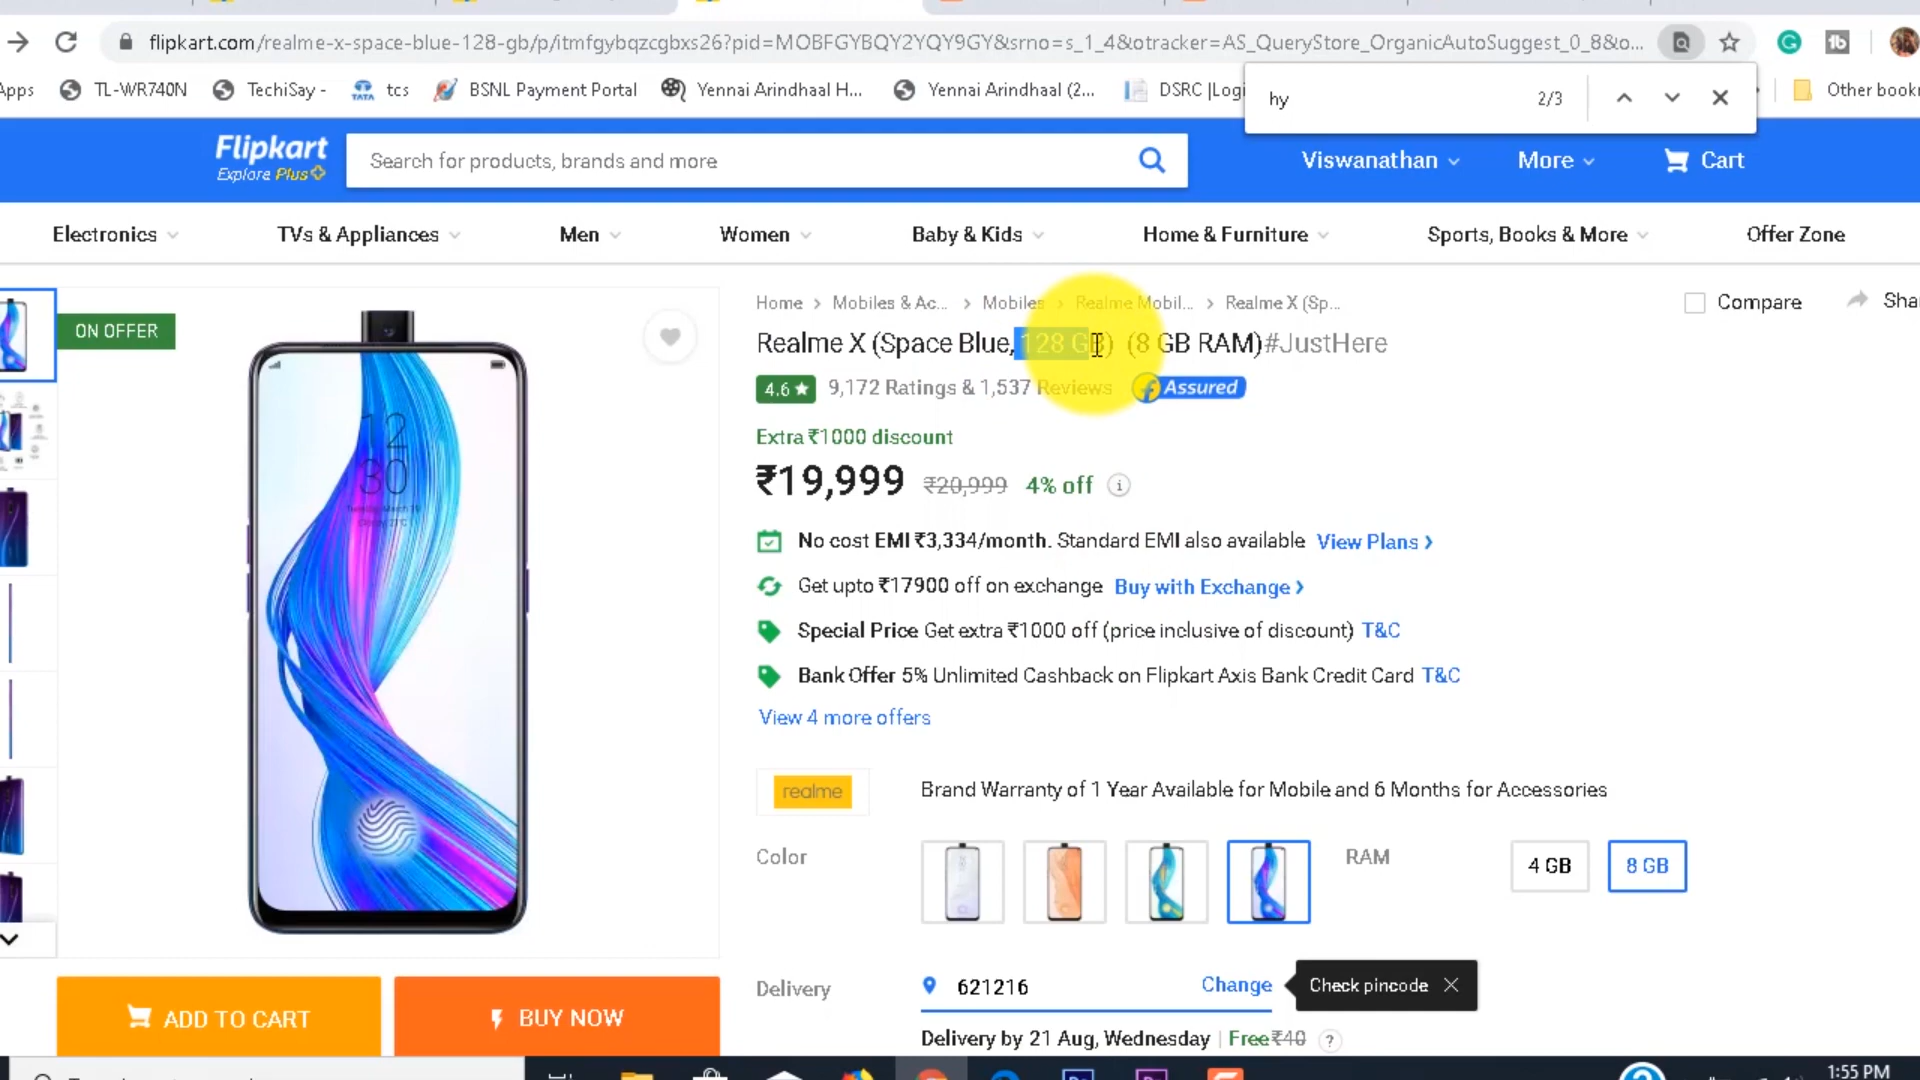 flipkart.com/realme-x-space-blue-128-gb/p/itmfgybqzcgbxs26?pid=MOBFGYBQY2YQY9GY&srno=s_1_4&otracker=AS_QueryStore_OrganicAutoSuggest_0_8&o...
Apps TL-WR740N TechiSay - tcs BSNL Payment Portal Yennai Arindhaal H... Yennai Arindhaal (2... DSRC |Logi Other book
hy 2/3
Flipkart
Explore Plus
Search for products, brands and more
Viswanathan More Cart
Electronics TVs & Appliances Men Women Baby & Kids Home & Furniture Sports, Books & More Offer Zone
ON OFFER
Home > Mobiles & Ac... > Mobiles > Realme Mobil... > Realme X (Sp...
Compare Sha
Realme X (Space Blue, 128 GB) (8 GB RAM)#JustHere
4.6 ★ 9,172 Ratings & 1,537 Reviews Assured
Extra ₹1000 discount
₹19,999 ₹20,999 4% off
No cost EMI ₹3,334/month. Standard EMI also available View Plans >
Get upto ₹17900 off on exchange Buy with Exchange >
Special Price Get extra ₹1000 off (price inclusive of discount) T&C
Bank Offer 5% Unlimited Cashback on Flipkart Axis Bank Credit Card T&C
View 4 more offers
realme Brand Warranty of 1 Year Available for Mobile and 6 Months for Accessories
Color RAM 4 GB 8 GB
Delivery 621216 Change Check pincode
Delivery by 21 Aug, Wednesday | Free ₹40 ?
ADD TO CART BUY NOW
12
30
1:55 PM